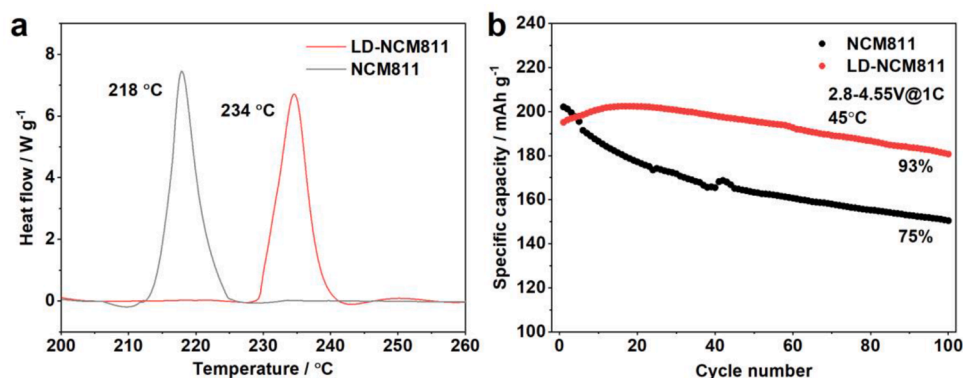 a
LD-NCM811
NCM811
218 °C
234 °C
8
6
4
2
0
Heat flow / W g⁻¹
200 210 220 230 240 250 260
Temperature / °C
b
NCM811
LD-NCM811
2.8-4.55V@1C
45°C
93%
75%
240
220
200
180
160
140
120
100
Specific capacity / mAh g⁻¹
0 20 40 60 80 100
Cycle number